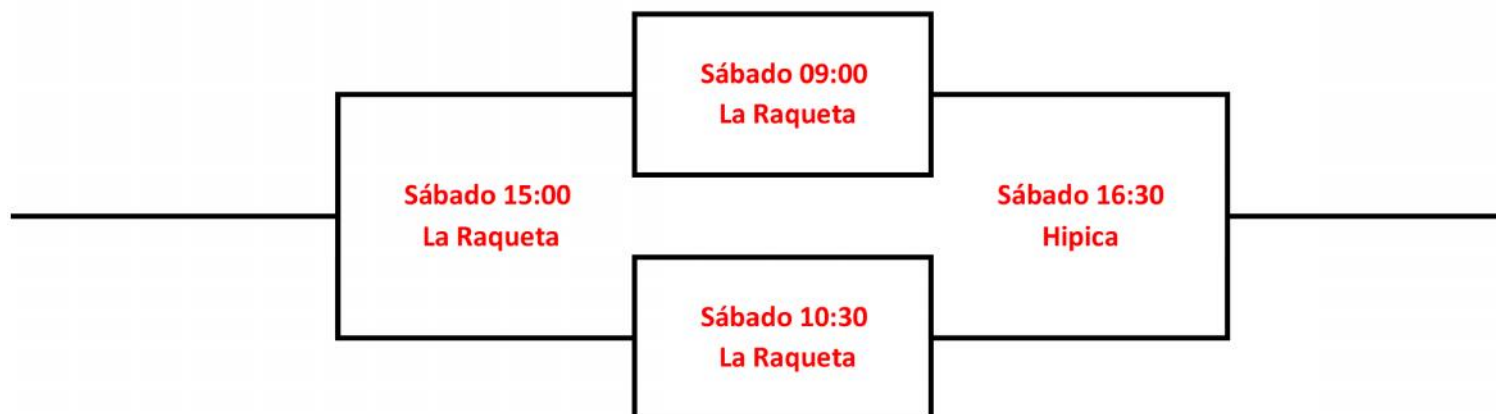 Sábado 09:00
La Raqueta
Sábado 15:00
La Raqueta
Sábado 16:30
Hipica
Sábado 10:30
La Raqueta